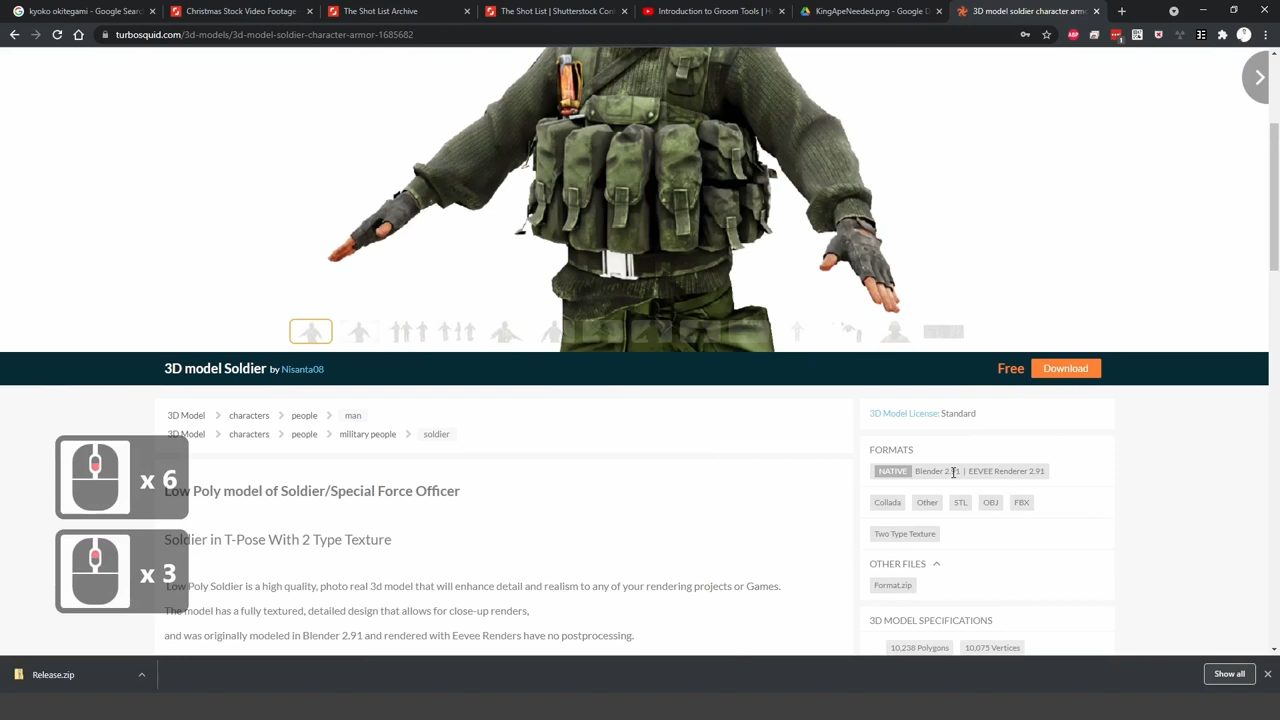 kyoko okitegami - Google Searc
Christmas Stock Video Footage
The Shot List Archive
The Shot List | Shutterstock Con
Introduction to Groom Tools | H
KingApeNeeded.png - Google D
3D model soldier character armo
turbosquid.com/3d-models/3d-model-soldier-character-armor-1685682
3D model Soldier by Nisanta08
Free
Download
3D Model characters people man
3D Model characters people military people soldier
3D Model License: Standard
FORMATS
NATIVE Blender 2.91 | EEVEE Renderer 2.91
x 6
Low Poly model of Soldier/Special Force Officer
Collada Other STL OBJ FBX
Soldier in T-Pose With 2 Type Texture
Two Type Texture
OTHER FILES
x 3
Low Poly Soldier is a high quality, photo real 3d model that will enhance detail and realism to any of your rendering projects or Games.
Format.zip
The model has a fully textured, detailed design that allows for close-up renders,
3D MODEL SPECIFICATIONS
and was originally modeled in Blender 2.91 and rendered with Eevee Renders have no postprocessing.
10,238 Polygons 10,075 Vertices
Release.zip
Show all